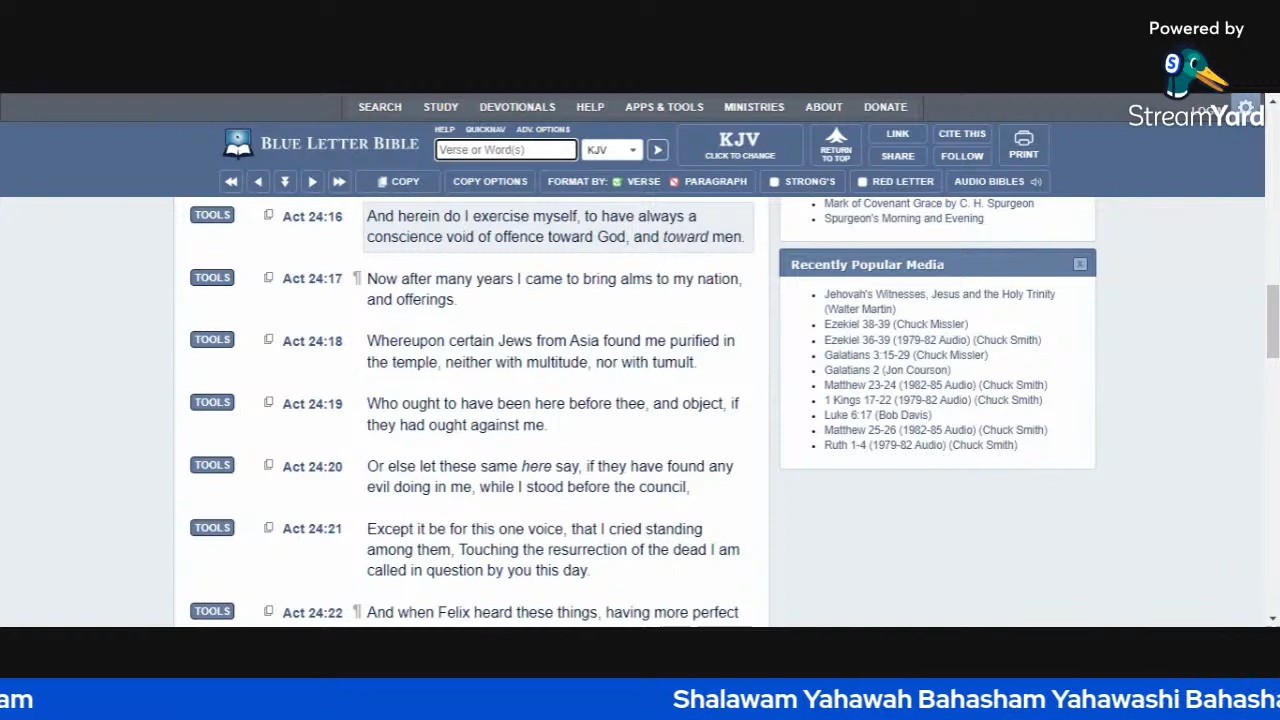 Powered by
StreamYard
SEARCH STUDY DEVOTIONALS HELP APPS & TOOLS MINISTRIES ABOUT DONATE
HELP QUICKNAV ADV. OPTIONS
BLUE LETTER BIBLE
Verse or Word(s)
KJV
KJV
CLICK TO CHANGE
RETURN
TO TOP
LINK
CITE THIS
SHARE
FOLLOW
PRINT
COPY COPY OPTIONS FORMAT BY: VERSE PARAGRAPH STRONG'S RED LETTER AUDIO BIBLES
TOOLS Act 24:16 And herein do I exercise myself, to have always a
conscience void of offence toward God, and toward men.
TOOLS Act 24:17 ¶ Now after many years I came to bring alms to my nation,
and offerings.
TOOLS Act 24:18 Whereupon certain Jews from Asia found me purified in
the temple, neither with multitude, nor with tumult.
TOOLS Act 24:19 Who ought to have been here before thee, and object, if
they had ought against me.
TOOLS Act 24:20 Or else let these same here say, if they have found any
evil doing in me, while I stood before the council,
TOOLS Act 24:21 Except it be for this one voice, that I cried standing
among them, Touching the resurrection of the dead I am
called in question by you this day.
TOOLS Act 24:22 ¶ And when Felix heard these things, having more perfect
Mark of Covenant Grace by C. H. Spurgeon
Spurgeon's Morning and Evening
Recently Popular Media
Jehovah's Witnesses, Jesus and the Holy Trinity
(Walter Martin)
Ezekiel 38-39 (Chuck Missler)
Ezekiel 36-39 (1979-82 Audio) (Chuck Smith)
Galatians 3:15-29 (Chuck Missler)
Galatians 2 (Jon Courson)
Matthew 23-24 (1982-85 Audio) (Chuck Smith)
1 Kings 17-22 (1979-82 Audio) (Chuck Smith)
Luke 6:17 (Bob Davis)
Matthew 25-26 (1982-85 Audio) (Chuck Smith)
Ruth 1-4 (1979-82 Audio) (Chuck Smith)
am Shalawam Yahawah Bahasham Yahawashi Bahasha